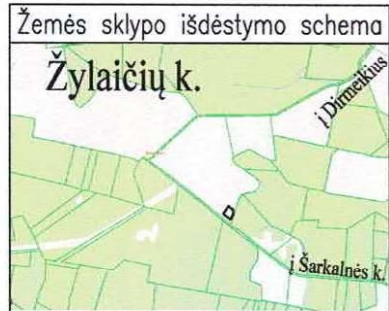 Žemės sklypo išdėstymo schema
Žylaičių k.
į Dirmeikius
į Šarkalnės k.